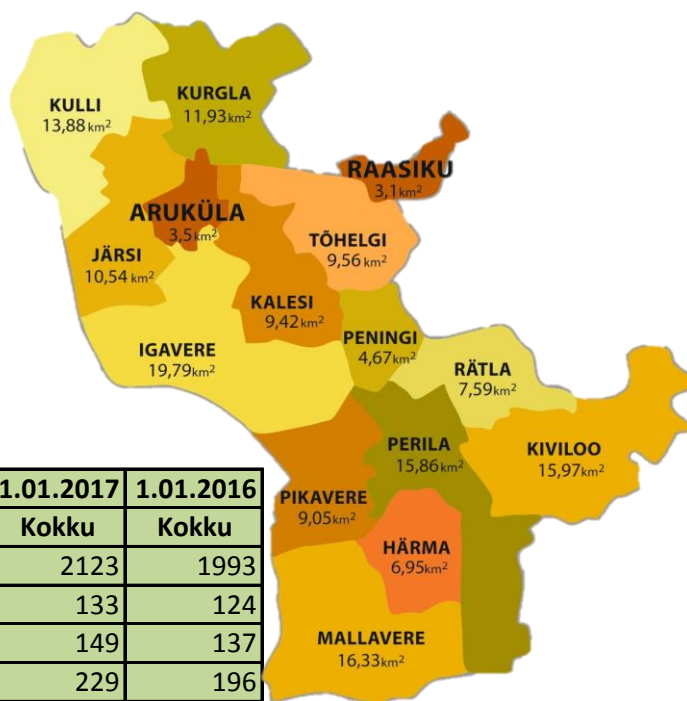 KULLI
13,88 km²
KURGLA
11,93 km²
RAASIKU
3,1 km²
ARUKÜLA
3,5 km²
TÕHELGI
9,56 km²
JÄRSI
10,54 km²
KALESI
9,42 km²
IGAVERE
19,79 km²
PENINGI
4,67 km²
RÄTLA
7,59 km²
PERILA
15,86 km²
KIVILOO
15,97 km²
PIKAVERE
9,05 km²
HÄRMA
6,95 km²
MALLAVERE
16,33 km²
1.01.2017 1.01.2016
Kokku Kokku
2123 1993
133 124
149 137
229 196